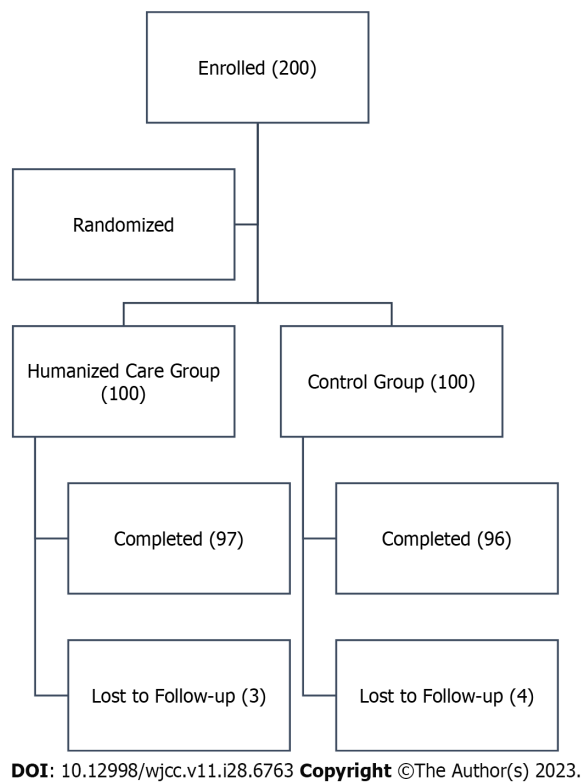 Enrolled (200)
Randomized
Humanized Care Group
(100)
Control Group (100)
Completed (97)
Completed (96)
Lost to Follow-up (3)
Lost to Follow-up (4)
DOI: 10.12998/wjcc.v11.i28.6763 Copyright ©The Author(s) 2023.